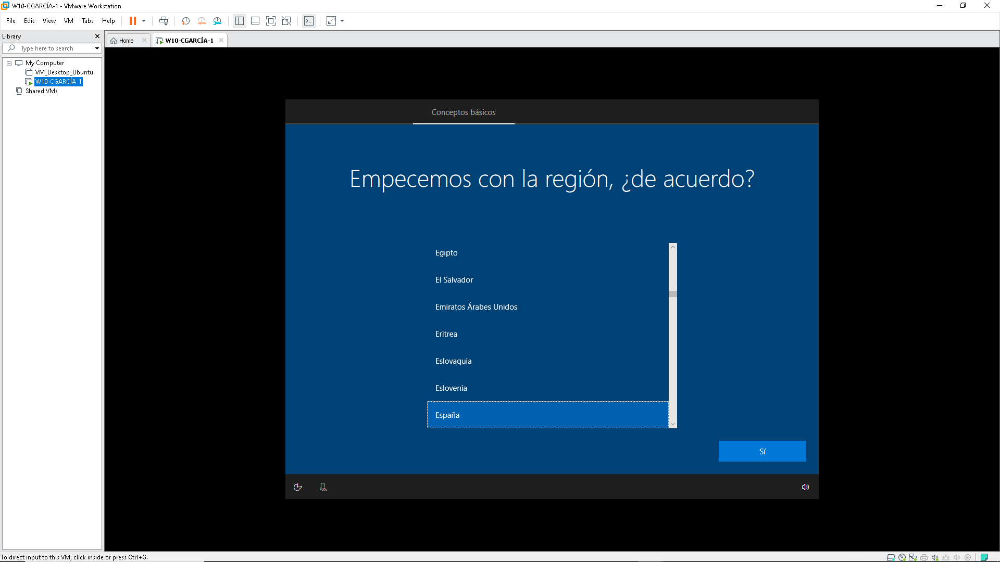 W10-CGARCÍA-1 - VMware Workstation
File Edit View VM Tabs Help
Library
Home
W10-CGARCÍA-1
Type here to search
My Computer
VM_Desktop_Ubuntu
W10-CGARCÍA-1
Shared VMs
Conceptos básicos
Empecemos con la región, ¿de acuerdo?
Egipto
El Salvador
Emiratos Árabes Unidos
Eritrea
Eslovaquia
Eslovenia
España
Sí
To direct input to this VM, click inside or press Ctrl+G.